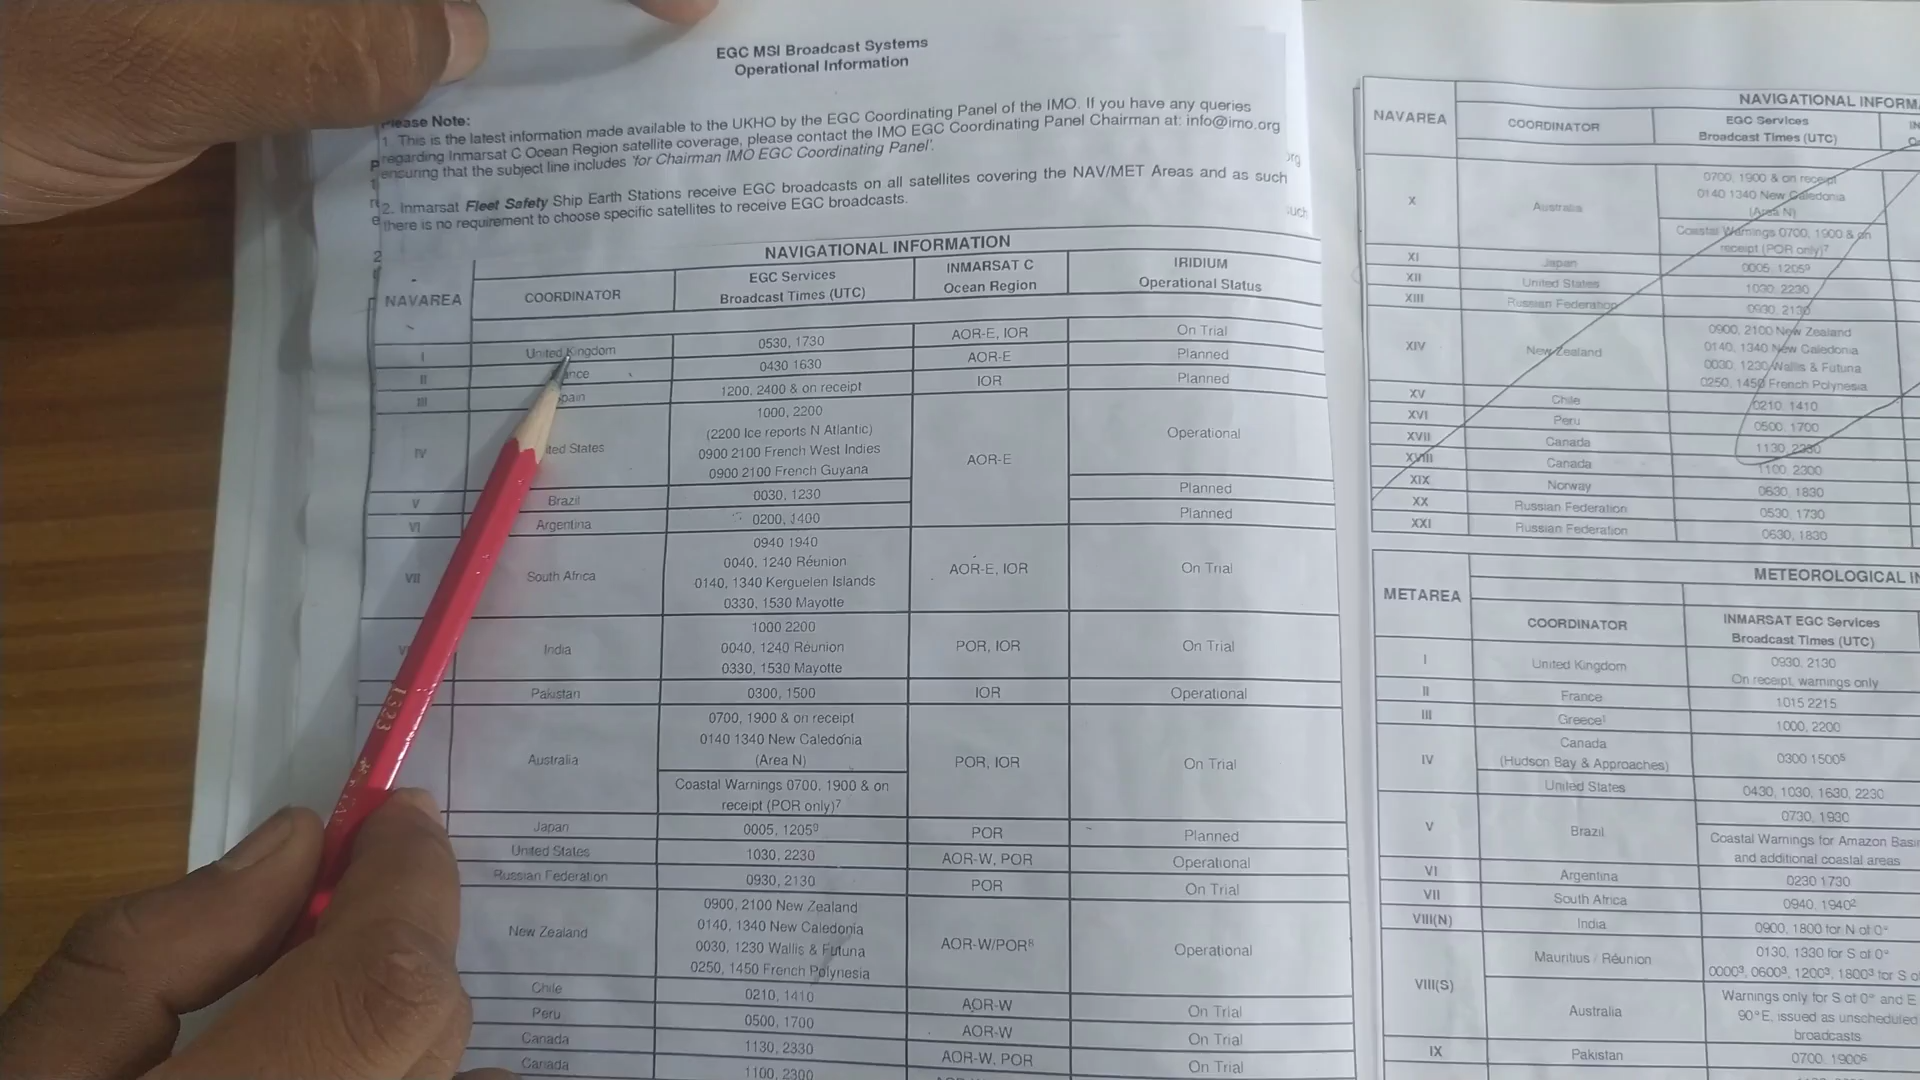 EGC MSI Broadcast Systems
Operational Information
Please Note:
1. This is the latest information made available to the UKHO by the EGC Coordinating Panel of the IMO. If you have any queries
regarding Inmarsat C Ocean Region satellite coverage, please contact the IMO EGC Coordinating Panel Chairman at: info@imo.org
ensuring that the subject line includes 'for Chairman IMO EGC Coordinating Panel'.
2. Inmarsat Fleet Safety Ship Earth Stations receive EGC broadcasts on all satellites covering the NAV/MET Areas and as such
there is no requirement to choose specific satellites to receive EGC broadcasts.
NAVIGATIONAL INFORMATION
NAVAREA COORDINATOR EGC Services Broadcast Times (UTC) INMARSAT C Ocean Region IRIDIUM Operational Status
I United Kingdom 0530, 1730 AOR-E, IOR On Trial
II ance 0430 1630 AOR-E Planned
III pain 1200, 2400 & on receipt IOR Planned
IV ited States 1000, 2200 AOR-E Operational
(2200 Ice reports N Atlantic)
0900 2100 French West Indies
0900 2100 French Guyana
V Brazil 0030, 1230 Planned
VI Argentina 0200, 1400 Planned
VII South Africa 0940 1940 AOR-E, IOR On Trial
0040, 1240 Réunion
0140, 1340 Kerguelen Islands
0330, 1530 Mayotte
India 1000 2200 POR, IOR On Trial
0040, 1240 Réunion
0330, 1530 Mayotte
Pakistan 0300, 1500 IOR Operational
Australia 0700, 1900 & on receipt POR, IOR On Trial
0140 1340 New Caledonia
(Area N)
Coastal Warnings 0700, 1900 & on
receipt (POR only)⁷
Japan 0005, 1205⁹ POR Planned
United States 1030, 2230 AOR-W, POR Operational
Russian Federation 0930, 2130 POR On Trial
New Zealand 0900, 2100 New Zealand AOR-W/POR⁸ Operational
0140, 1340 New Caledonia
0030, 1230 Wallis & Futuna
0250, 1450 French Polynesia
Chile 0210, 1410 AOR-W On Trial
Peru 0500, 1700 AOR-W On Trial
Canada 1130, 2330 AOR-W, POR On Trial
Canada 1100, 2300
NAVIGATIONAL INFORM
NAVAREA COORDINATOR EGC Services Broadcast Times (UTC)
X Australia 0700, 1900 & on receipt
0140 1340 New Caledonia
(Area N)
Coastal Warnings 0700, 1900 & on
receipt (POR only)⁷
XI Japan 0005, 1205⁹
XII United States 1030, 2230
XIII Russian Federation 0930, 2130
XIV New Zealand 0900, 2100 New Zealand
0140, 1340 New Caledonia
0030, 1230 Wallis & Futuna
0250, 1450 French Polynesia
XV Chile 0210, 1410
XVI Peru 0500, 1700
XVII Canada 1130, 2330
XVIII Canada 1100, 2300
XIX Norway 0630, 1830
XX Russian Federation 0530, 1730
XXI Russian Federation 0630, 1830
METEOROLOGICAL I
METAREA COORDINATOR INMARSAT EGC Services Broadcast Times (UTC)
I United Kingdom 0930, 2130
On receipt, warnings only
II France 1015 2215
III Greece¹ 1000, 2200
IV Canada (Hudson Bay & Approaches) 0300 1500⁵
United States 0430, 1030, 1630, 2230
V Brazil 0730, 1930
Coastal Warnings for Amazon Basi
and additional coastal areas
VI Argentina 0230 1730
VII South Africa 0940, 1940²
VIII(N) India 0900, 1800 for N of 0°
VIII(S) Mauritius / Réunion 0130, 1330 for S of 0°
0000³, 0600³, 1200³, 1800³ for S o
Australia Warnings only for S of 0° and E
90°E, issued as unscheduled
broadcasts
IX Pakistan 0700, 1900⁶